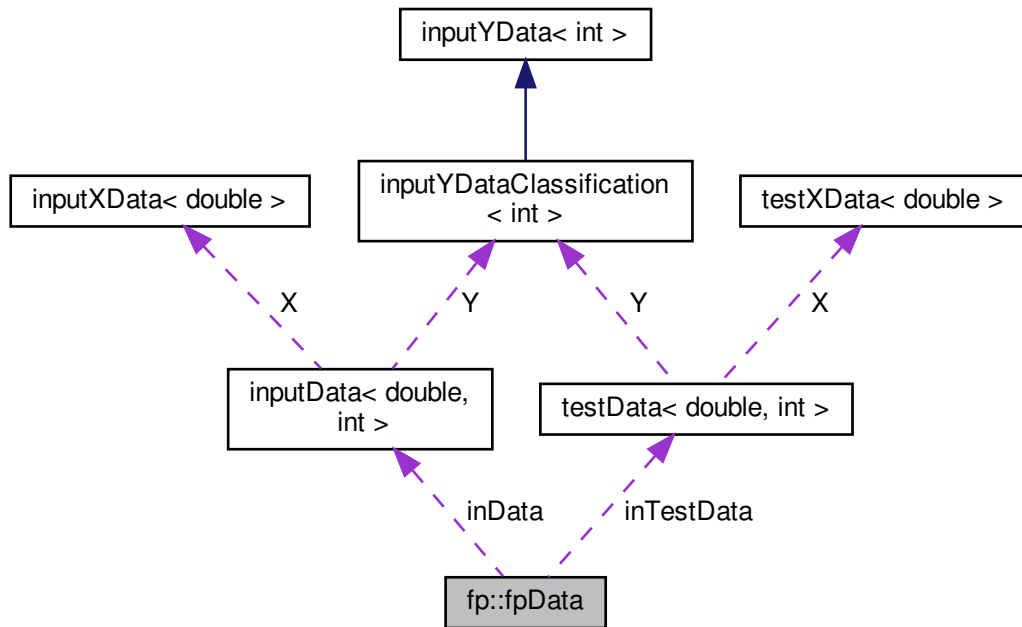 inputYData< int >
inputXData< double >
inputYDataClassification
< int >
testXData< double >
X
Y
Y
X
inputData< double,
int >
testData< double, int >
inData
inTestData
fp::fpData